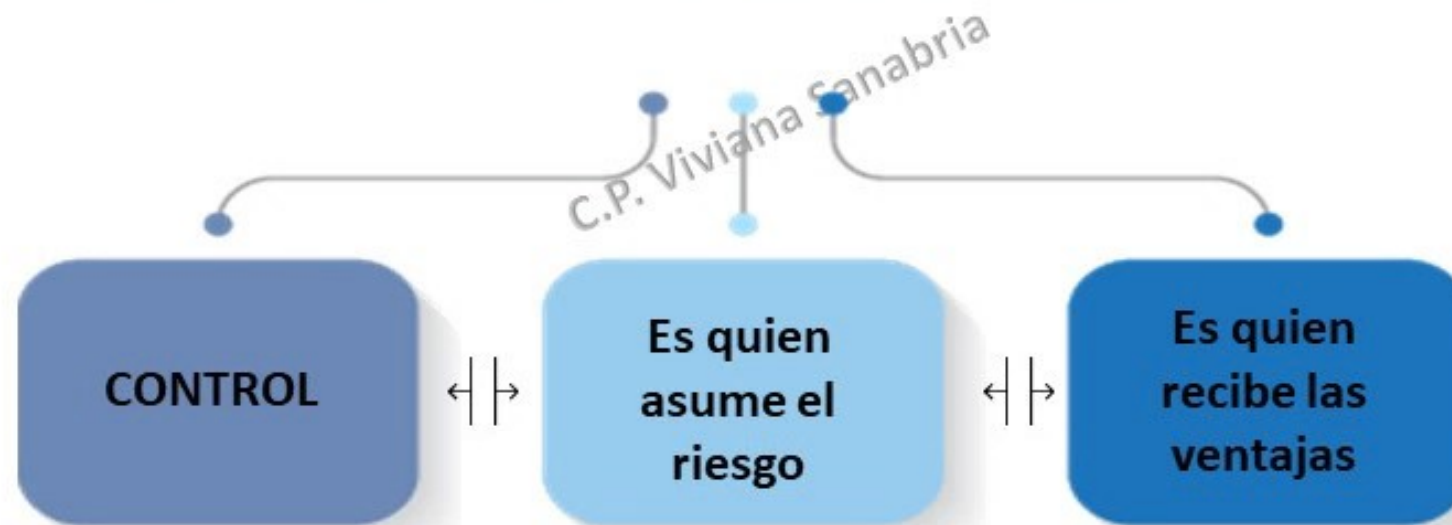 C.P. Viviana Sanabria
CONTROL
Es quien
asume el
riesgo
Es quien
recibe las
ventajas